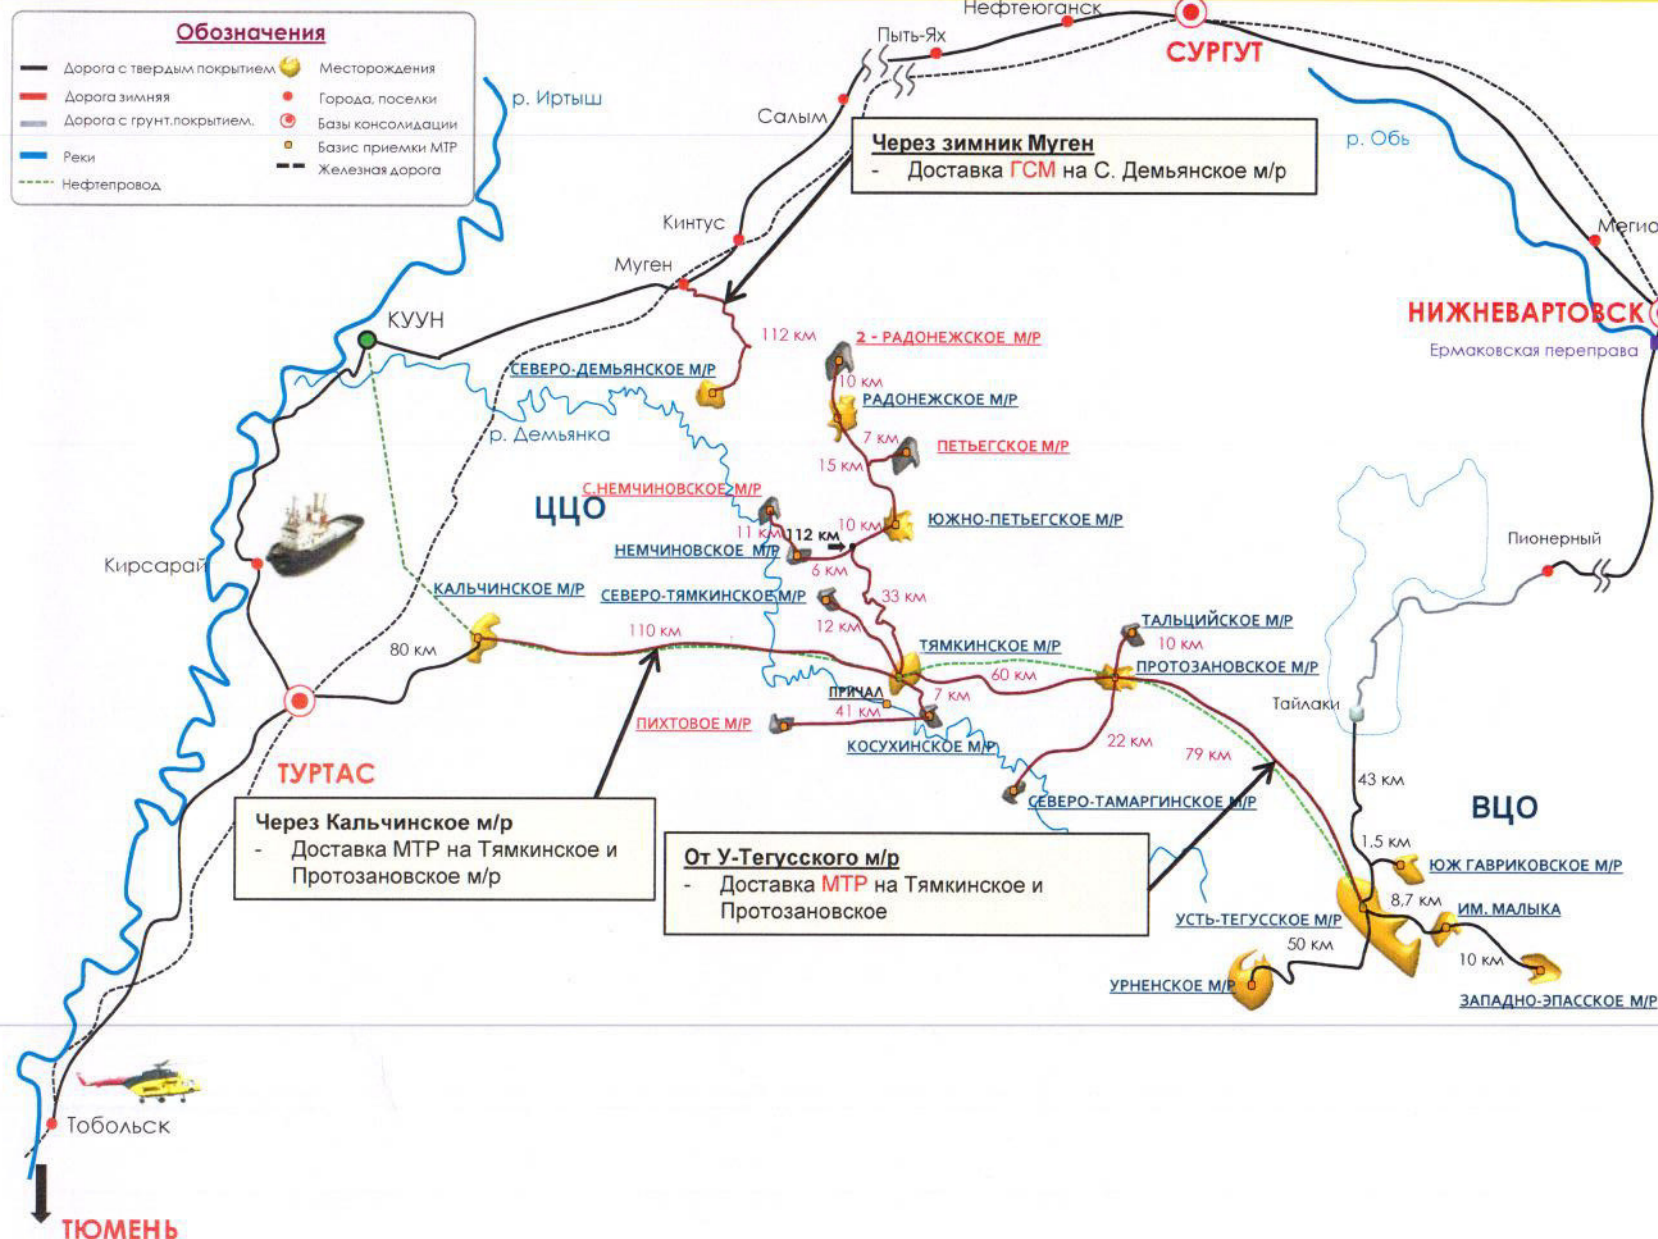 Обозначения
Дорога с твердым покрытием
Месторождения
Дорога зимняя
Города, поселки
Дорога с грунт.покрытием.
Базы консолидации
Базис приемки МТР
Реки
Железная дорога
Нефтепровод
р. Иртыш
Нефтеюганск
Пыть-Ях
СУРГУТ
Салым
р. Обь
Через зимник Муген
- Доставка ГСМ на С. Демьянское м/р
Кинтус
Мегио
Муген
НИЖНЕВАРТОВСК
Ермаковская переправа
КУУН
112 км
2 - РАДОНЕЖСКОЕ М/Р
СЕВЕРО-ДЕМЬЯНСКОЕ М/Р
10 км
РАДОНЕЖСКОЕ М/Р
р. Демьянка
7 км
ПЕТЬЕГСКОЕ М/Р
15 км
С.НЕМЧИНОВСКОЕ М/Р
ЦЦО
10 км
ЮЖНО-ПЕТЬЕГСКОЕ М/Р
11 км
112 км
НЕМЧИНОВСКОЕ М/Р
6 км
Пионерный
Кирсарай
КАЛЬЧИНСКОЕ М/Р
СЕВЕРО-ТЯМКИНСКОЕ М/Р
33 км
12 км
ТАЛЬЦИЙСКОЕ М/Р
110 км
80 км
ТЯМКИНСКОЕ М/Р
10 км
ПРОТОЗАНОВСКОЕ М/Р
60 км
ПРИЧАЛ
7 км
41 км
Тайлаки
ПИХТОВОЕ М/Р
КОСУХИНСКОЕ М/Р
22 км
79 км
ТУРТАС
43 км
СЕВЕРО-ТАМАРГИНСКОЕ М/Р
ВЦО
Через Кальчинское м/р
- Доставка МТР на Тямкинское и
Протозановское м/р
От У-Тегусского м/р
- Доставка МТР на Тямкинское и
Протозановское
1,5 км
ЮЖ ГАВРИКОВСКОЕ М/Р
8,7 км
ИМ. МАЛЫКА
УСТЬ-ТЕГУССКОЕ М/Р
50 км
10 км
УРНЕНСКОЕ М/Р
ЗАПАДНО-ЭПАССКОЕ М/Р
Тобольск
ТЮМЕНЬ